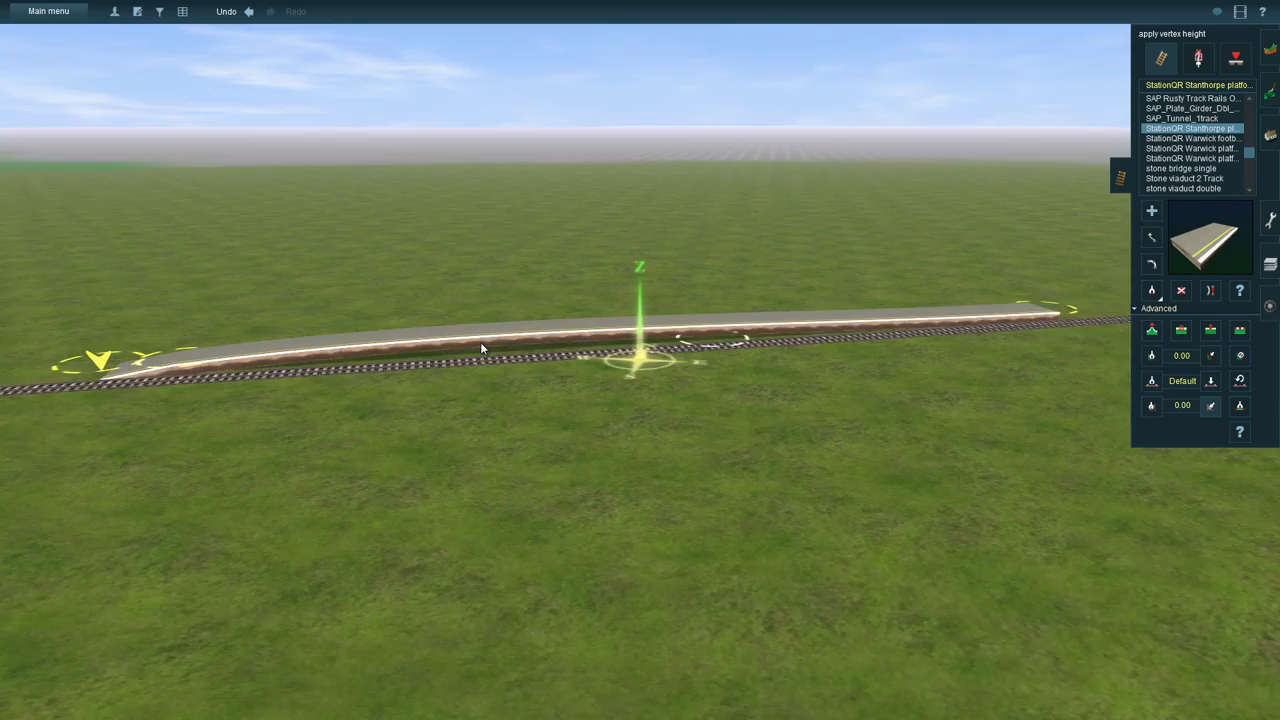 Main menu
Undo
Redo
?
apply vertex height
StationQR Stanthorpe platfo...
SAP Rusty Track Rails O...
SAP_Plate_Girder_Dbl_...
SAP_Tunnel_1track
StationQR Stanthorpe pl...
StationQR Warwick footb...
StationQR Warwick platf...
StationQR Warwick platf...
stone bridge single
Stone viaduct 2 Track
stone viaduct double
?
Advanced
0.00
Default
0.00
?
Z